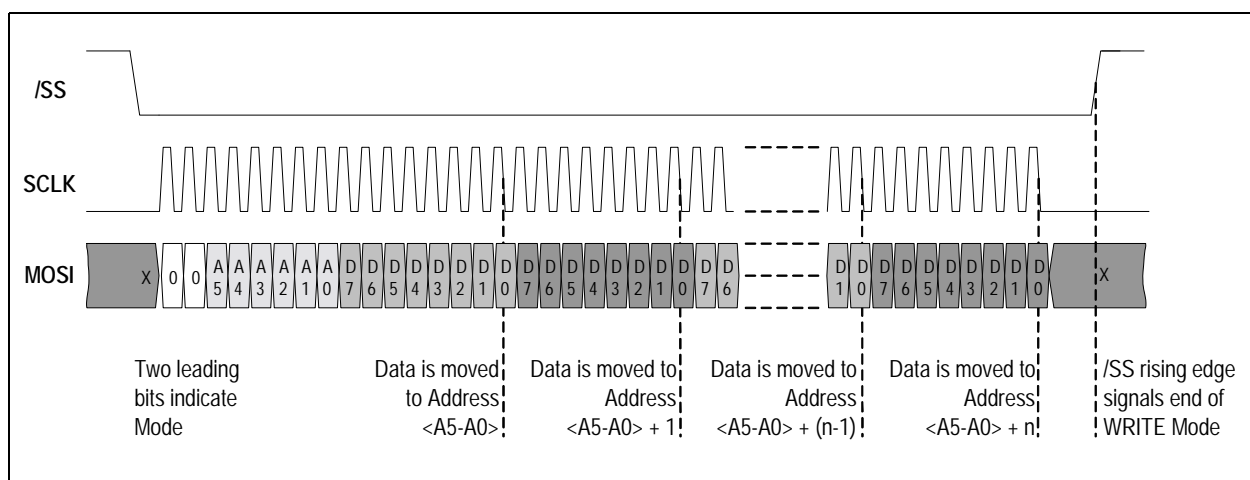 /SS
SCLK
MOSI
X 0 0 A5 A4 A3 A2 A1 A0 D7 D6 D5 D4 D3 D2 D1 D0 D7 D6 D5 D4 D3 D2 D1 D0 D7 D6 D1 D0 D7 D6 D5 D4 D3 D2 D1 D0 X
Two leading
bits indicate
Mode
Data is moved
to Address
<A5-A0>
Data is moved to
Address
<A5-A0> + 1
Data is moved to
Address
<A5-A0> + (n-1)
Data is moved to
Address
<A5-A0> + n
/SS rising edge
signals end of
WRITE Mode